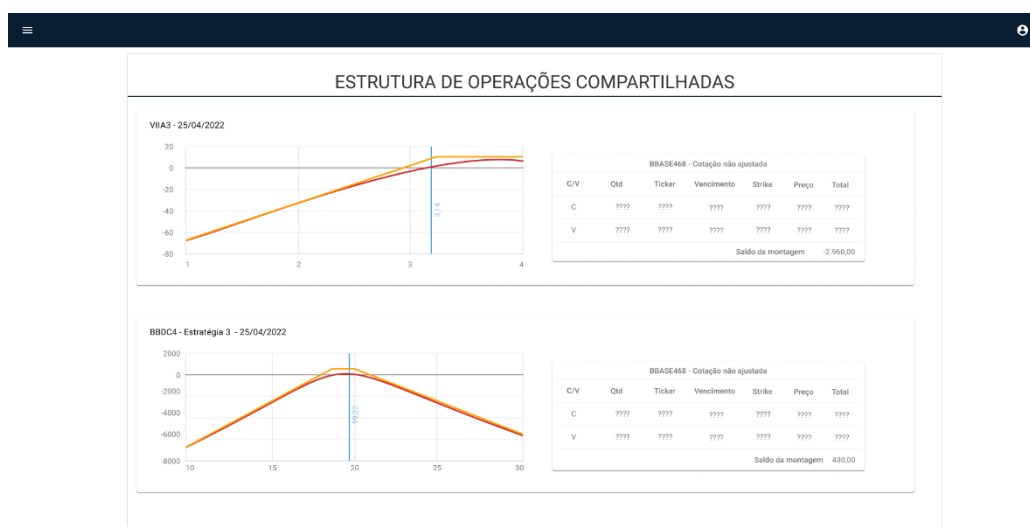 ESTRUTURA DE OPERAÇÕES COMPARTILHADAS
VIIA3 - 25/04/2022
20
0
-20
-40
-60
-80
1 2 3 4
3,14
BBASE468 - Cotação não ajustada
C/V Qtd Ticker Vencimento Strike Preço Total
C ???? ???? ???? ???? ???? ????
V ???? ???? ???? ???? ???? ????
Saldo da montagem -2.960,00
BBDC4 - Estratégia 3 - 25/04/2022
2000
0
-2000
-4000
-6000
-8000
10 15 20 25 30
19,22
BBASE468 - Cotação não ajustada
C/V Qtd Ticker Vencimento Strike Preço Total
C ???? ???? ???? ???? ???? ????
V ???? ???? ???? ???? ???? ????
Saldo da montagem 430,00